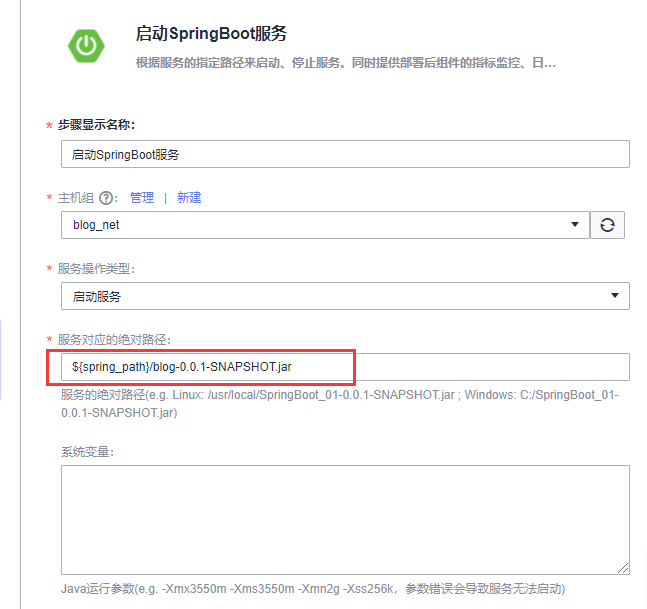 启动SpringBoot服务
根据服务的指定路径来启动、停止服务。同时提供部署后组件的指标监控、日...
* 步骤显示名称:
启动SpringBoot服务
* 主机组 ? : 管理 | 新建
blog_net
* 服务操作类型:
启动服务
* 服务对应的绝对路径:
${spring_path}/blog-0.0.1-SNAPSHOT.jar
服务的绝对路径(e.g. Linux: /usr/local/SpringBoot_01-0.0.1-SNAPSHOT.jar ; Windows: C:/SpringBoot_01-
0.0.1-SNAPSHOT.jar)
系统变量:
Java运行参数(e.g. -Xmx3550m -Xms3550m -Xmn2g -Xss256k，参数错误会导致服务无法启动)